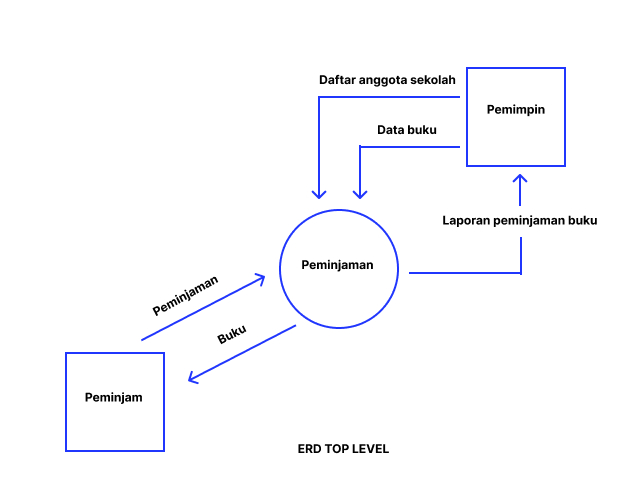 Daftar anggota sekolah
Pemimpin
Data buku
Laporan peminjaman buku
Peminjaman
Peminjaman
Buku
Peminjam
ERD TOP LEVEL